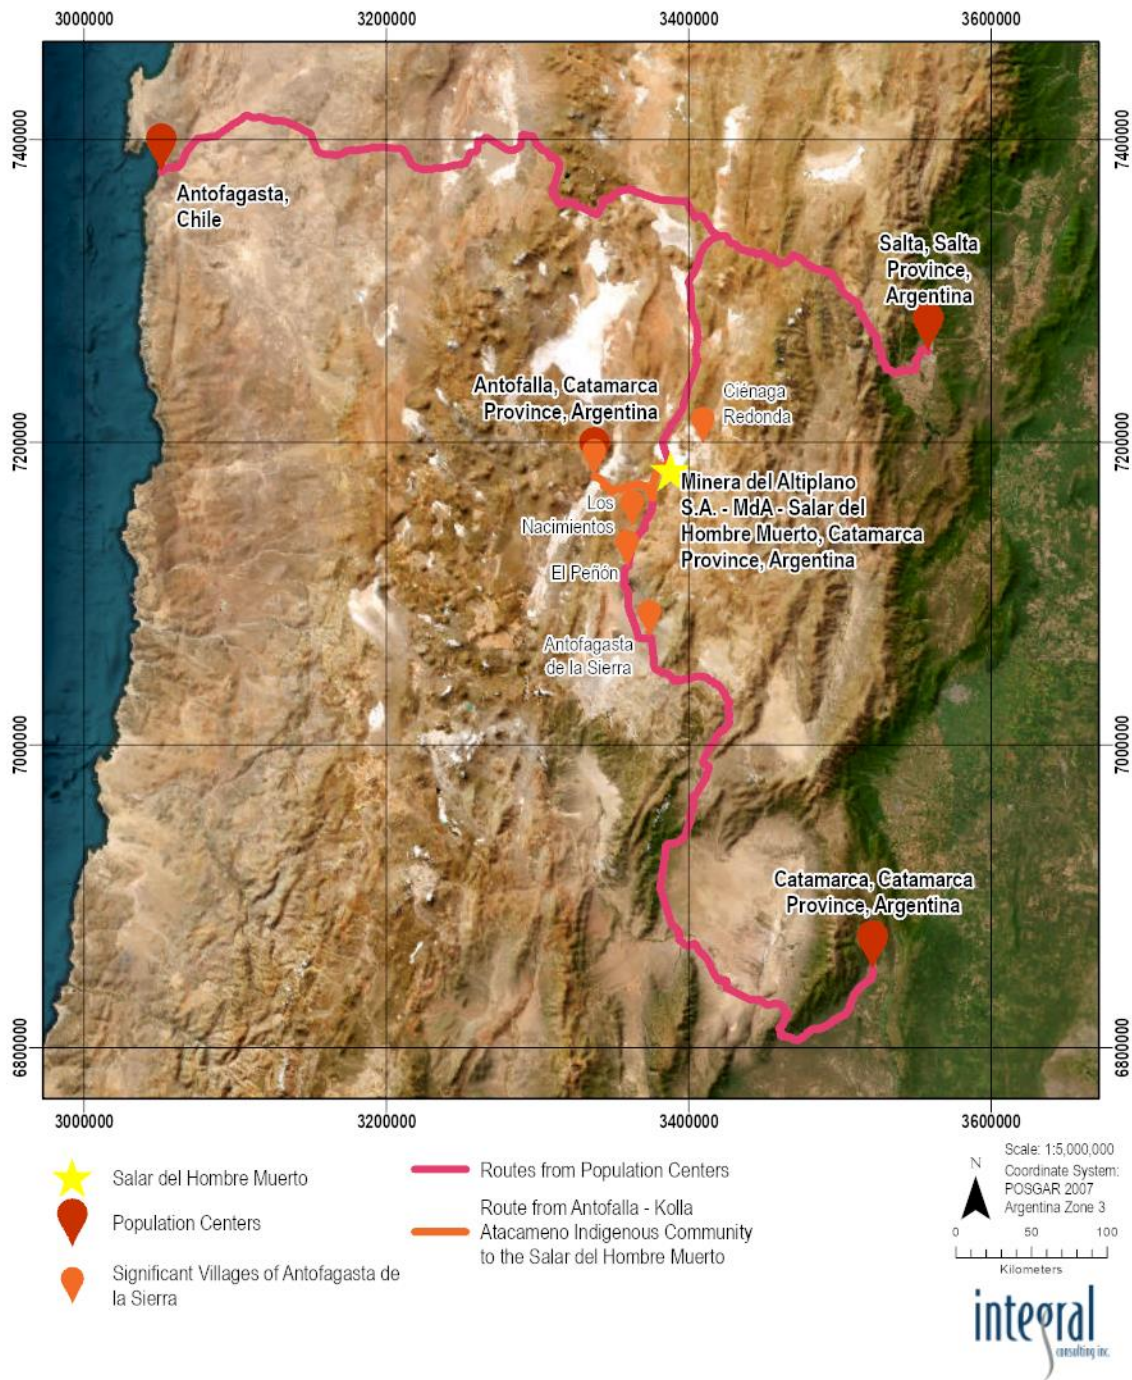 3000000
3200000
3400000
3600000
7400000
7400000
Antofagasta,
Chile
Salta, Salta
Province,
Argentina
Antofalla, Catamarca
Province, Argentina
Ciénaga
Redonda
7200000
7200000
Minera del Altiplano
S.A. - MdA - Salar del
Hombre Muerto, Catamarca
Province, Argentina
Los
Nacimientos
El Peñón
Antofagasta
de la Sierra
7000000
7000000
Catamarca, Catamarca
Province, Argentina
6800000
6800000
3000000
3200000
3400000
3600000
Salar del Hombre Muerto
Population Centers
Significant Villages of Antofagasta de
la Sierra
Routes from Population Centers
Route from Antofalla - Kolla
Atacameno Indigenous Community
to the Salar del Hombre Muerto
N
Scale: 1:5,000,000
Coordinate System:
POSGAR 2007
Argentina Zone 3
0 50 100
Kilometers
integral
consulting inc.